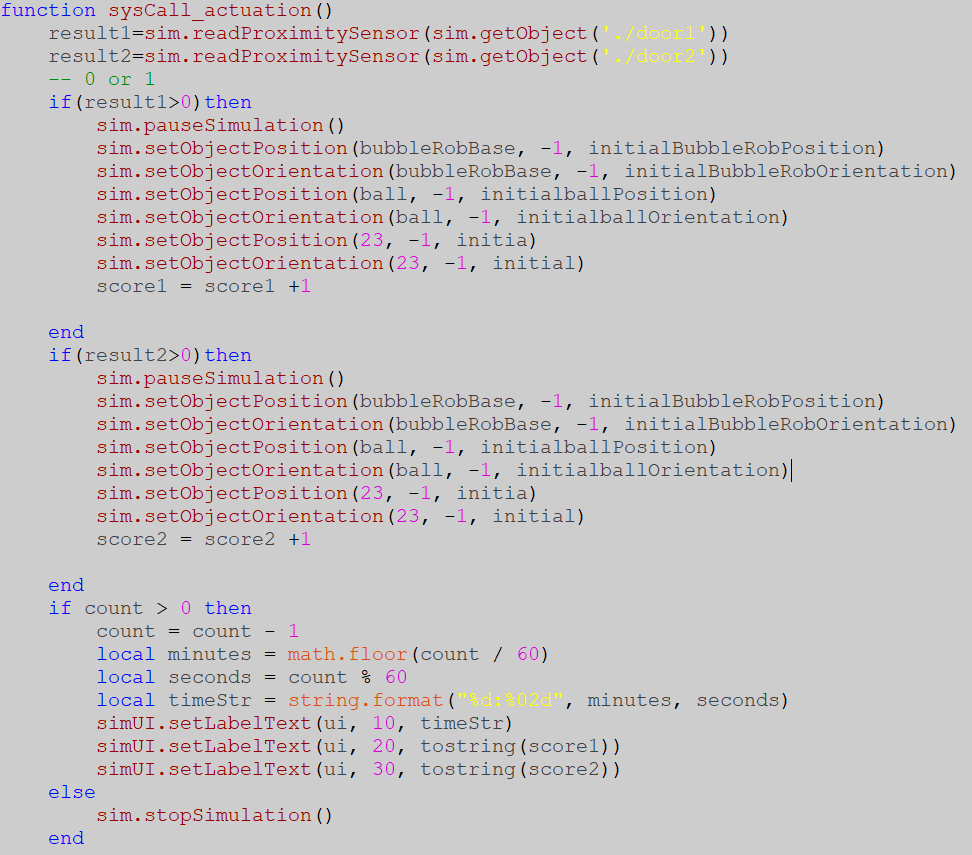 function sysCall_actuation()
    result1=sim.readProximitySensor(sim.getObject('./door1'))
    result2=sim.readProximitySensor(sim.getObject('./door2'))
    -- 0 or 1
    if(result1>0)then
        sim.pauseSimulation()
        sim.setObjectPosition(bubbleRobBase, -1, initialBubbleRobPosition)
        sim.setObjectOrientation(bubbleRobBase, -1, initialBubbleRobOrientation)
        sim.setObjectPosition(ball, -1, initialballPosition)
        sim.setObjectOrientation(ball, -1, initialballOrientation)
        sim.setObjectPosition(23, -1, initia)
        sim.setObjectOrientation(23, -1, initial)
        score1 = score1 +1

    end
    if(result2>0)then
        sim.pauseSimulation()
        sim.setObjectPosition(bubbleRobBase, -1, initialBubbleRobPosition)
        sim.setObjectOrientation(bubbleRobBase, -1, initialBubbleRobOrientation)
        sim.setObjectPosition(ball, -1, initialballPosition)
        sim.setObjectOrientation(ball, -1, initialballOrientation)
        sim.setObjectPosition(23, -1, initia)
        sim.setObjectOrientation(23, -1, initial)
        score2 = score2 +1

    end
    if count > 0 then
        count = count - 1
        local minutes = math.floor(count / 60)
        local seconds = count % 60
        local timeStr = string.format("%d:%02d", minutes, seconds)
        simUI.setLabelText(ui, 10, timeStr)
        simUI.setLabelText(ui, 20, tostring(score1))
        simUI.setLabelText(ui, 30, tostring(score2))
    else
        sim.stopSimulation()
    end